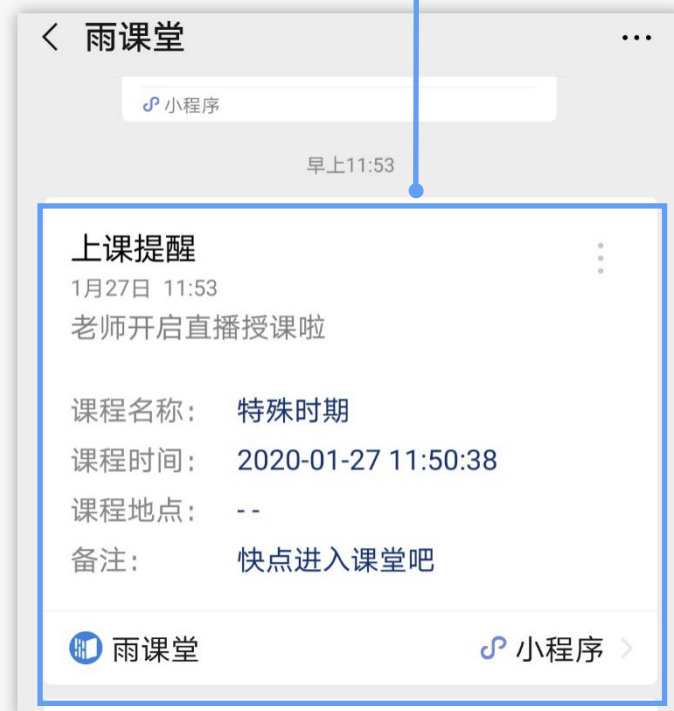 雨课堂
小程序
早上11:53
上课提醒
1月27日 11:53
老师开启直播授课啦
课程名称: 特殊时期
课程时间: 2020-01-27 11:50:38
课程地点: --
备注: 快点进入课堂吧
雨课堂 小程序